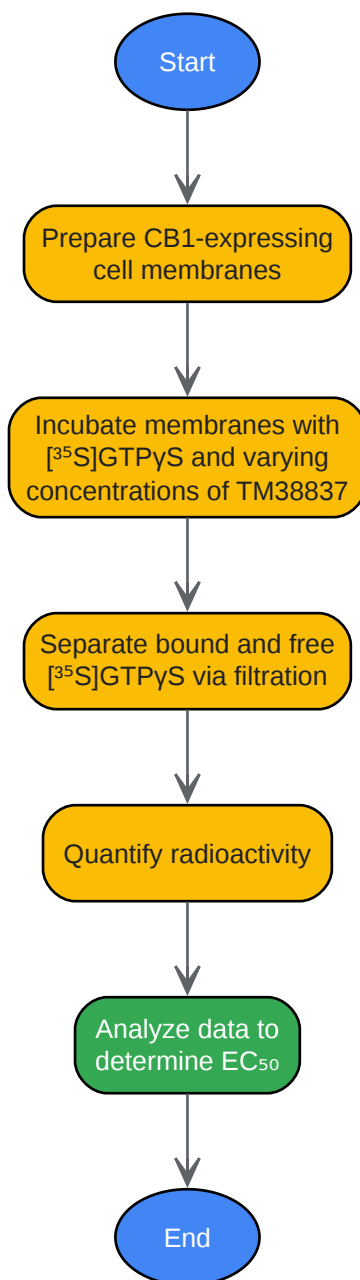 Start
Prepare CB1-expressing
cell membranes
Incubate membranes with
[³⁵S]GTPγS and varying
concentrations of TM38837
Separate bound and free
[³⁵S]GTPγS via filtration
Quantify radioactivity
Analyze data to
determine EC₅₀
End